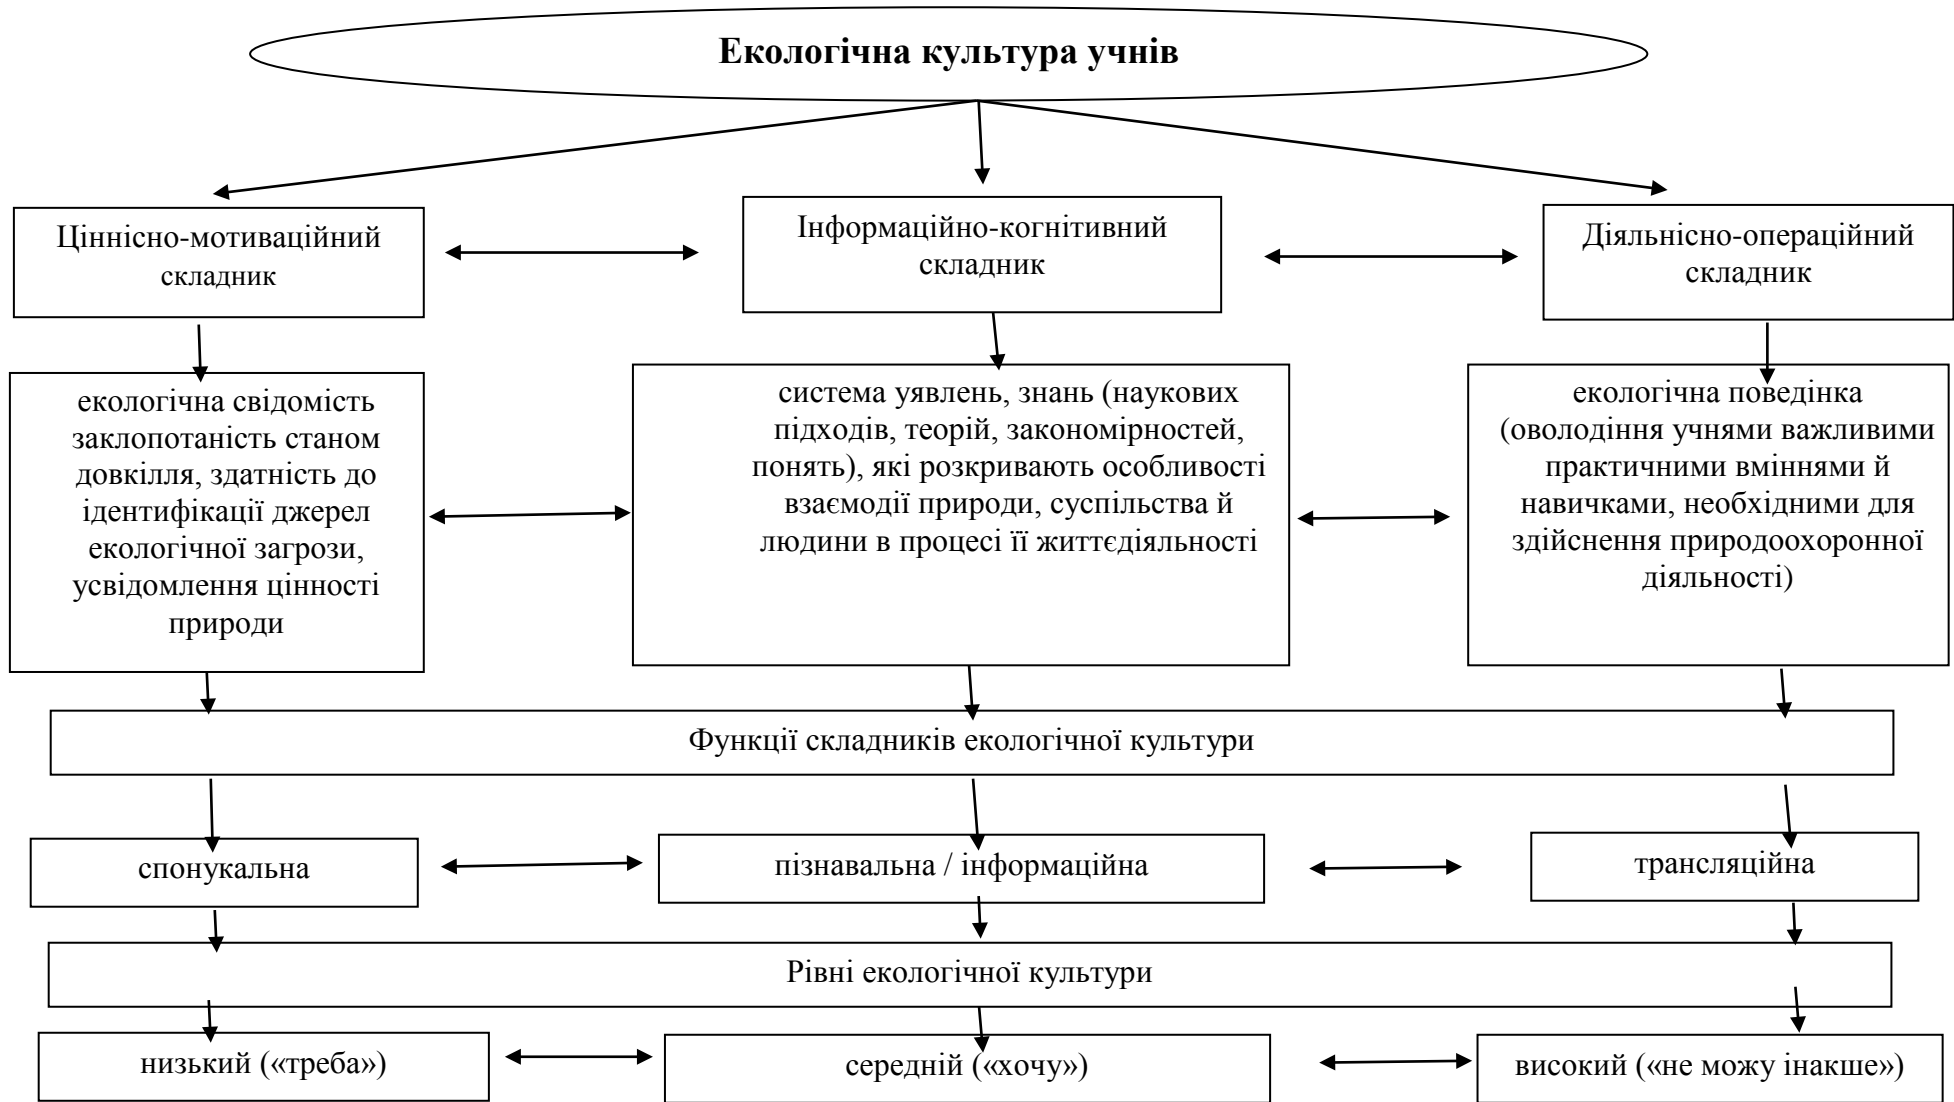 Екологічна культура учнів
Ціннісно-мотиваційний
складник
Інформаційно-когнітивний
складник
Діяльнісно-операційний
складник
екологічна свідомість
заклопотаність станом
довкілля, здатність до
ідентифікації джерел
екологічної загрози,
усвідомлення цінності
природи
система уявлень, знань (наукових
підходів, теорій, закономірностей,
понять), які розкривають особливості
взаємодії природи, суспільства й
людини в процесі її життєдіяльності
екологічна поведінка
(оволодіння учнями важливими
практичними вміннями й
навичками, необхідними для
здійснення природоохоронної
діяльності)
Функції складників екологічної культури
спонукальна
пізнавальна / інформаційна
трансляційна
Рівні екологічної культури
низький («треба»)
середній («хочу»)
високий («не можу інакше»)